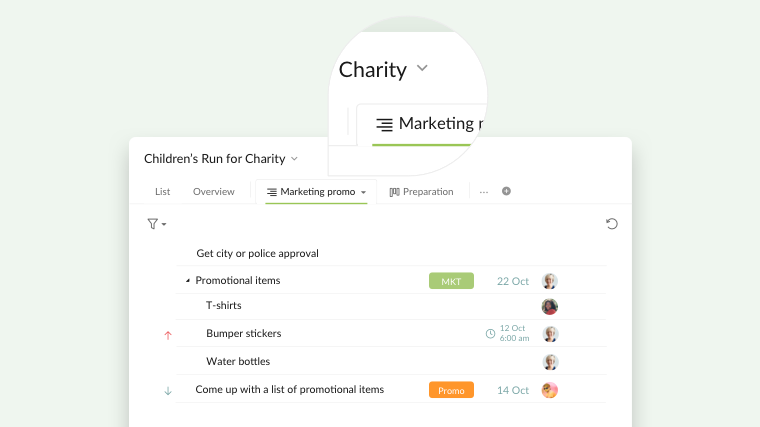 Charity
Marketing
Children's Run for Charity
List Overview Marketing promo Preparation ...
Get city or police approval
Promotional items MKT 22 Oct
T-shirts
Bumper stickers 12 Oct
6:00 am
Water bottles
Come up with a list of promotional items Promo 14 Oct